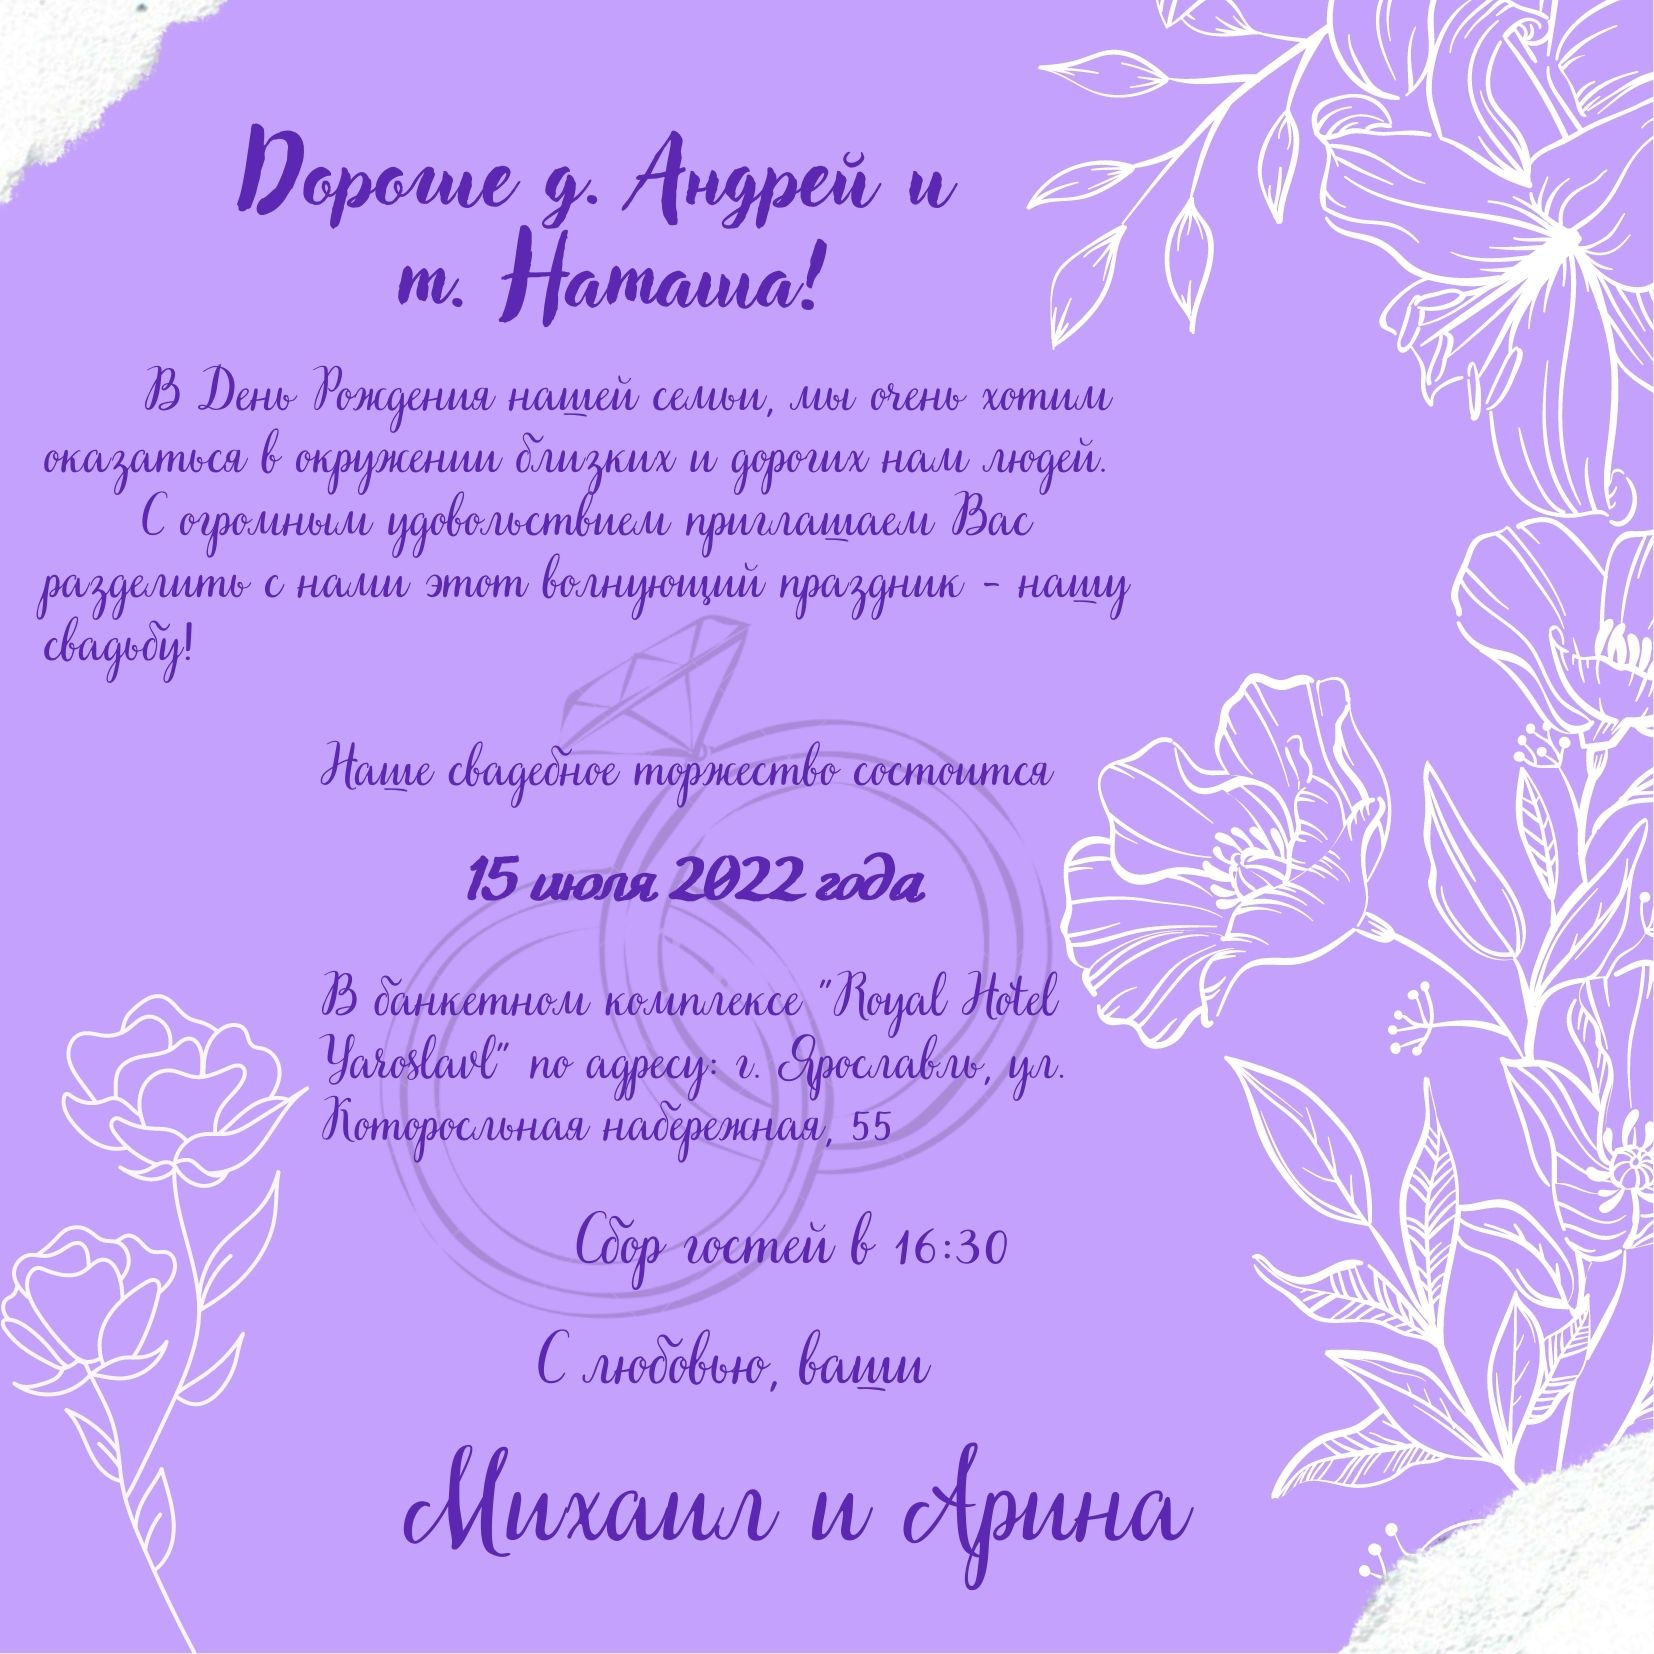 Дорогие д. Андрей и
т. Наташа!
В День Рождения нашей семьи, мы очень хотим
оказаться в окружении близких и дорогих нам людей.
С огромным удовольствием приглашаем Вас
разделить с нами этот волнующий праздник - нашу
свадьбу!
Наше свадебное торжество состоится
15 июля 2022 года
В банкетном комплексе "Royal Hotel
Yaroslavl" по адресу: г. Ярославль, ул.
Которосльная набережная, 55
Сбор гостей в 16:30
С любовью, ваши
Михаил и Арина